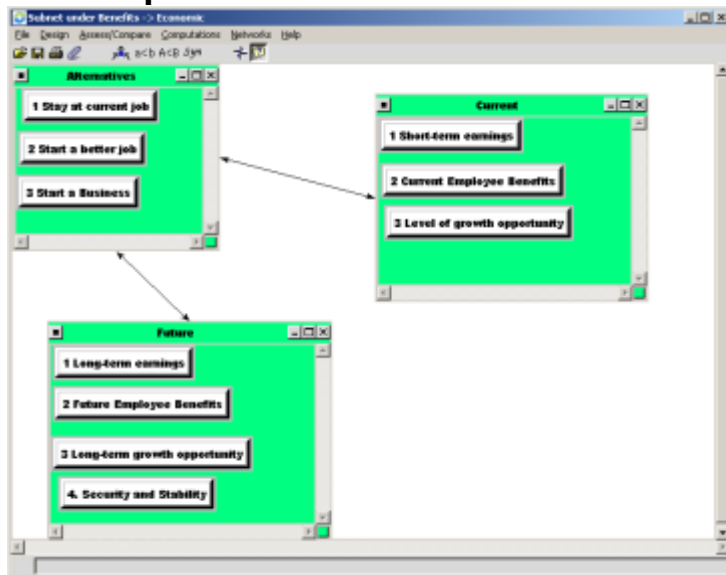 Subnet under Benefits -> Economic
File Design Assess/Compare Computations Networks Help
a<b A<B Syn
Alternatives
1 Stay at current job
2 Start a better job
3 Start a Business
Current
1 Short-term earnings
2 Current Employee Benefits
3 Level of growth opportunity
Future
1 Long-term earnings
2 Future Employee Benefits
3 Long-term growth opportunity
4. Security and Stability